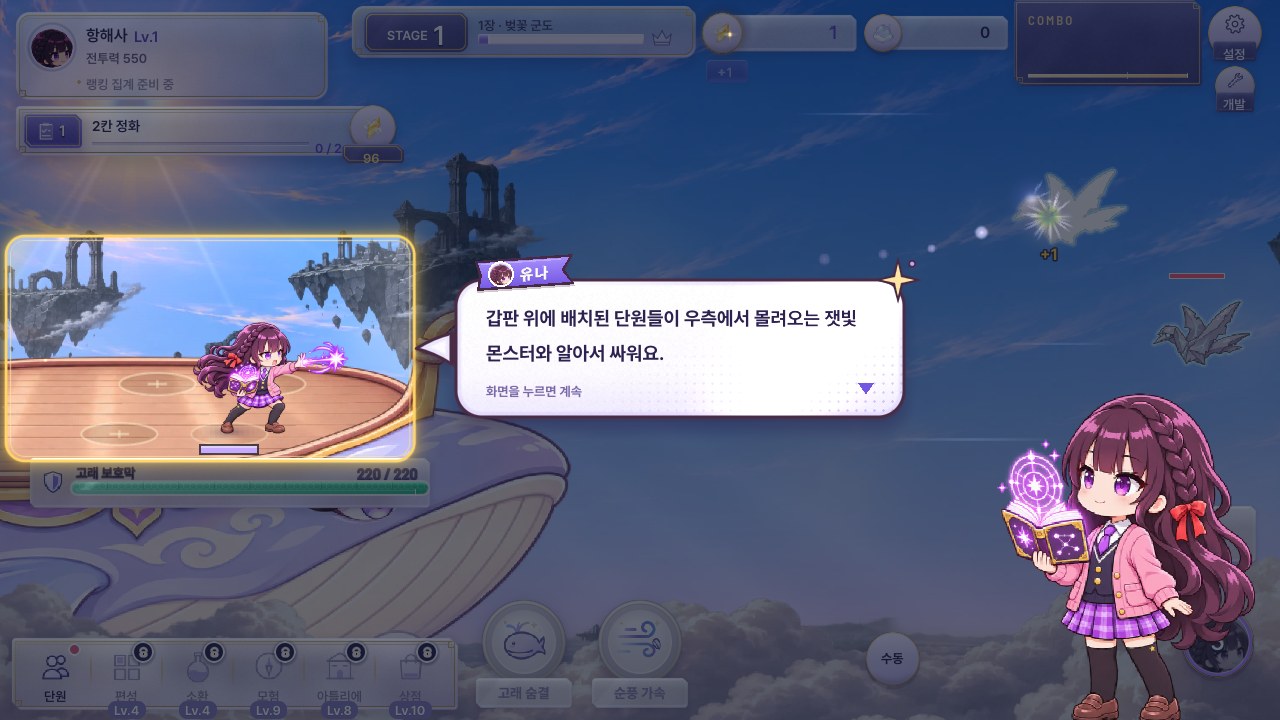 항해사 Lv.1
전투력 550
랭킹 집계 준비 중
STAGE 1
1장 · 벚꽃 군도
1
+1
0
COMBO
설정
개발
1
2칸 정화
0 / 2
96
+1
유나
갑판 위에 배치된 단원들이 우측에서 몰려오는 잿빛
몬스터와 알아서 싸워요.
화면을 누르면 계속
고래 보호막
220 / 220
단원
편성
Lv.4
소환
Lv.4
모험
Lv.9
아틀리에
Lv.8
상점
Lv.10
고래 숨결
순풍 가속
수동